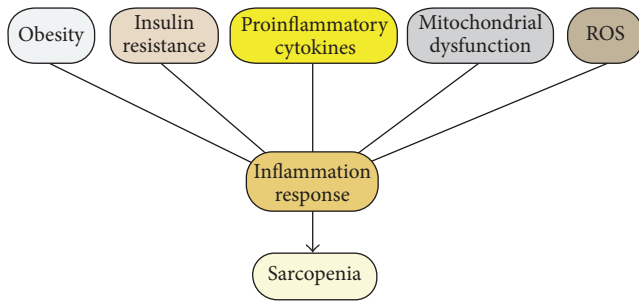 Obesity
Insulin
resistance
Proinflammatory
cytokines
Mitochondrial
dysfunction
ROS
Inflammation
response
Sarcopenia